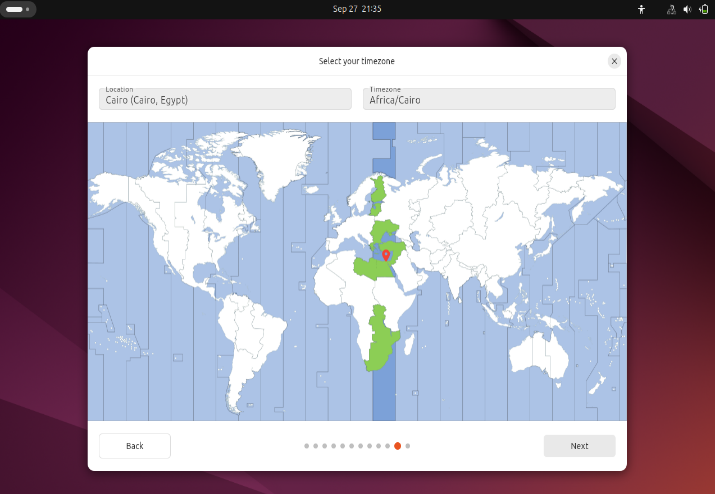 Sep 27 21:35
Select your timezone
Location
Cairo (Cairo, Egypt)
Timezone
Africa/Cairo
Back
Next